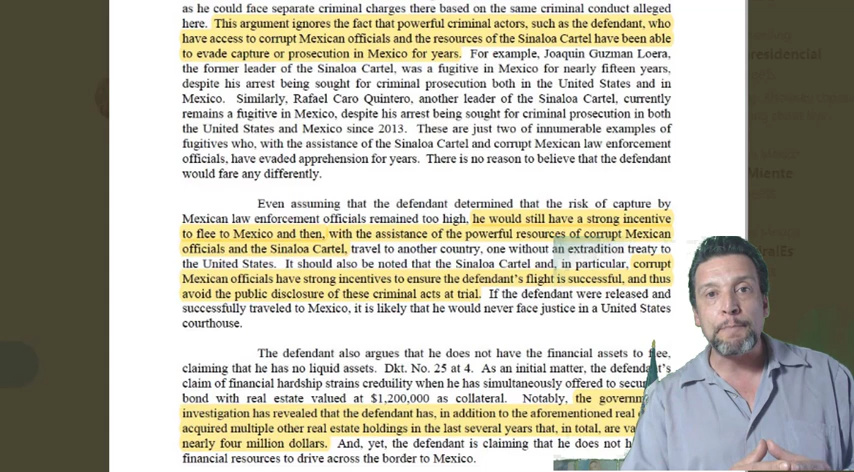 as he could face separate criminal charges there based on the same criminal conduct alleged
here. This argument ignores the fact that powerful criminal actors, such as the defendant, who
have access to corrupt Mexican officials and the resources of the Sinaloa Cartel have been able
to evade capture or prosecution in Mexico for years. For example, Joaquin Guzman Loera,
the former leader of the Sinaloa Cartel, was a fugitive in Mexico for nearly fifteen years,
despite his arrest being sought for criminal prosecution both in the United States and in
Mexico. Similarly, Rafael Caro Quintero, another leader of the Sinaloa Cartel, currently
remains a fugitive in Mexico, despite his arrest being sought for criminal prosecution in both
the United States and Mexico since 2013. These are just two of innumerable examples of
fugitives who, with the assistance of the Sinaloa Cartel and corrupt Mexican law enforcement
officials, have evaded apprehension for years. There is no reason to believe that the defendant
would fare any differently.
Even assuming that the defendant determined that the risk of capture by
Mexican law enforcement officials remained too high, he would still have a strong incentive
to flee to Mexico and then, with the assistance of the powerful resources of corrupt Mexican
officials and the Sinaloa Cartel, travel to another country, one without an extradition treaty to
the United States. It should also be noted that the Sinaloa Cartel and, in particular, corrupt
Mexican officials have strong incentives to ensure the defendant's flight is successful, and thus
avoid the public disclosure of these criminal acts at trial. If the defendant were released and
successfully traveled to Mexico, it is likely that he would never face justice in a United States
courthouse.
The defendant also argues that he does not have the financial assets to flee,
claiming that he has no liquid assets. Dkt. No. 25 at 4. As an initial matter, the defendant's
claim of financial hardship strains credulity when he has simultaneously offered to secu
bond with real estate valued at $1,200,000 as collateral. Notably, the governm
investigation has revealed that the defendant has, in addition to the aforementioned real
acquired multiple other real estate holdings in the last several years that, in total, are va
nearly four million dollars. And, yet, the defendant is claiming that he does not h
financial resources to drive across the border to Mexico.
residencial
Miente